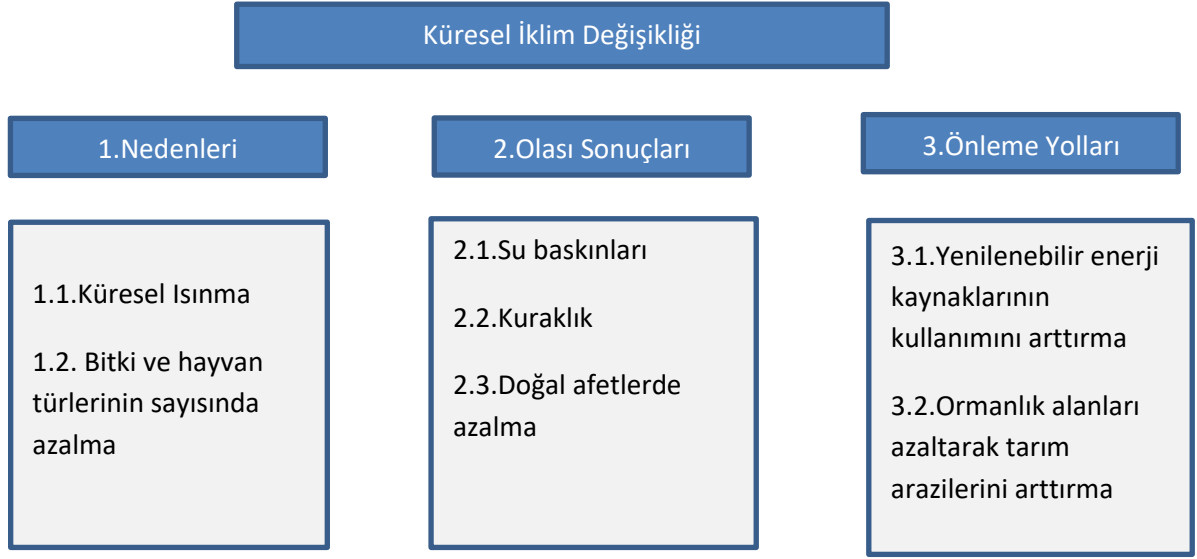 Küresel İklim Değişikliği
1.Nedenleri
1.1.Küresel Isınma
1.2. Bitki ve hayvan
türlerinin sayısında
azalma
2.Olası Sonuçları
2.1.Su baskınları
2.2.Kuraklık
2.3.Doğal afetlerde
azalma
3.Önleme Yolları
3.1.Yenilenebilir enerji
kaynaklarının
kullanımını arttırma
3.2.Ormanlık alanları
azaltarak tarım
arazilerini arttırma